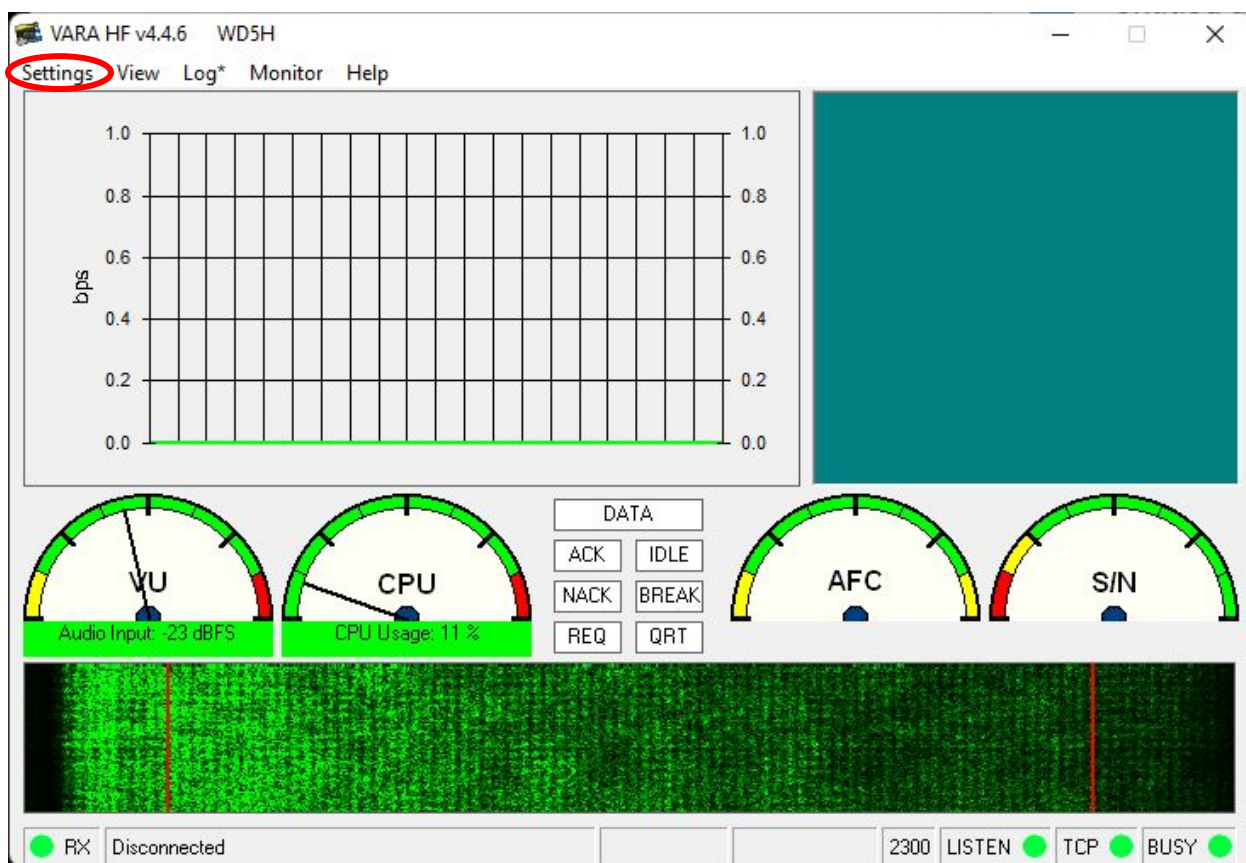 VARA HF v4.4.6 WD5H
Settings View Log* Monitor Help
1.0 1.0
0.8 0.8
0.6 0.6
bps
0.4 0.4
0.2 0.2
0.0 0.0
VU
Audio Input: -23 dBFS
CPU
CPU Usage: 11 %
DATA
ACK IDLE
NACK BREAK
REQ QRT
AFC
S/N
RX Disconnected 2300 LISTEN TCP BUSY